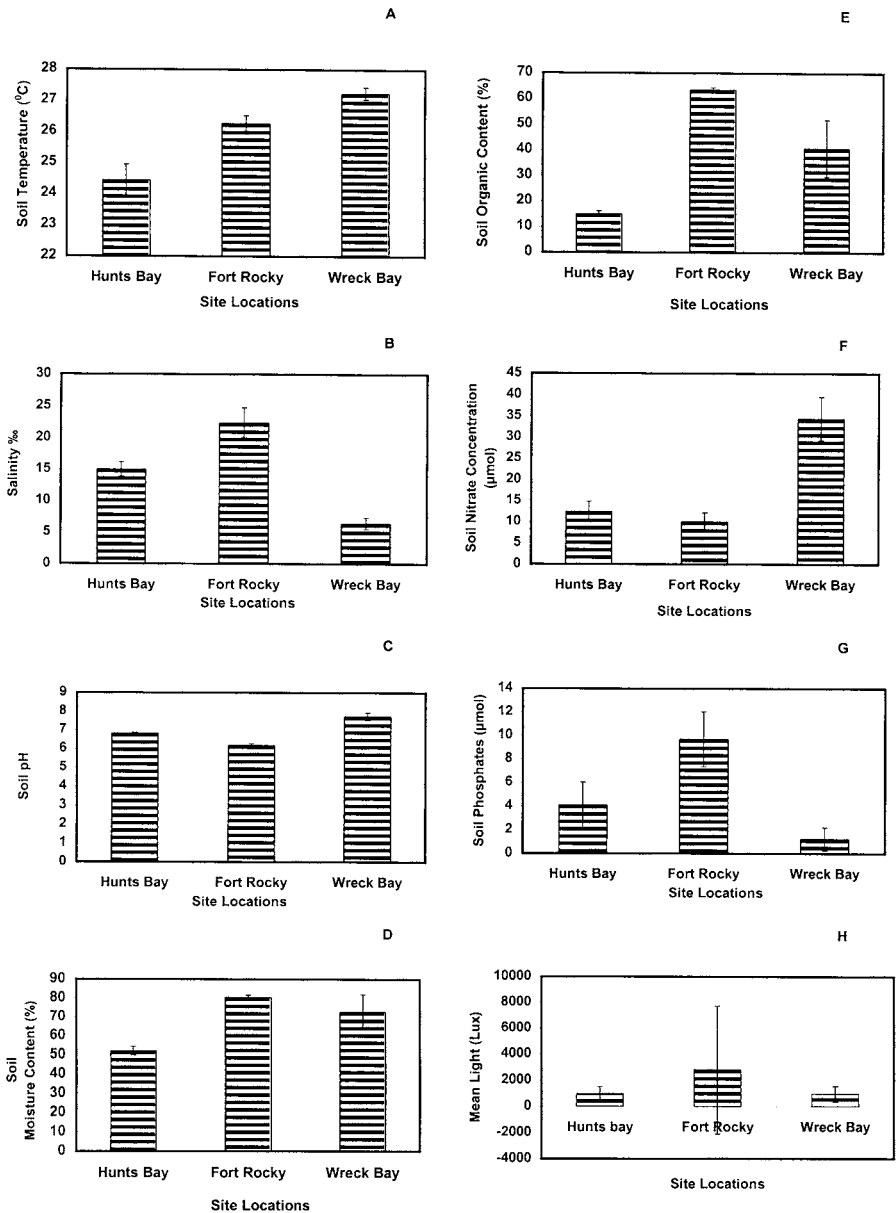 A
Soil Temperature (⁰C)
28
27
26
25
24
23
22
Hunts Bay Fort Rocky Wreck Bay
Site Locations
B
Salinity ‰
30
25
20
15
10
5
0
Hunts Bay Fort Rocky Wreck Bay
Site Locations
C
Soil pH
9
8
7
6
5
4
3
2
1
0
Hunts Bay Fort Rocky Wreck Bay
Site Locations
D
Soil
Moisture Content (%)
90
80
70
60
50
40
30
20
10
0
Hunts Bay Fort Rocky Wreck Bay
Site Locations
E
Soil Organic Content (%)
70
60
50
40
30
20
10
0
Hunts Bay Fort Rocky Wreck Bay
Site Locations
F
Soil Nitrate Concentration
(µmol)
45
40
35
30
25
20
15
10
5
0
Hunts Bay Fort Rocky Wreck Bay
Site Locations
G
Soil Phosphates (µmol)
14
12
10
8
6
4
2
0
Hunts Bay Fort Rocky Wreck Bay
Site Locations
H
Mean Light (Lux)
10000
8000
6000
4000
2000
0
-2000
-4000
Hunts bay Fort Rocky Wreck Bay
Site Locations